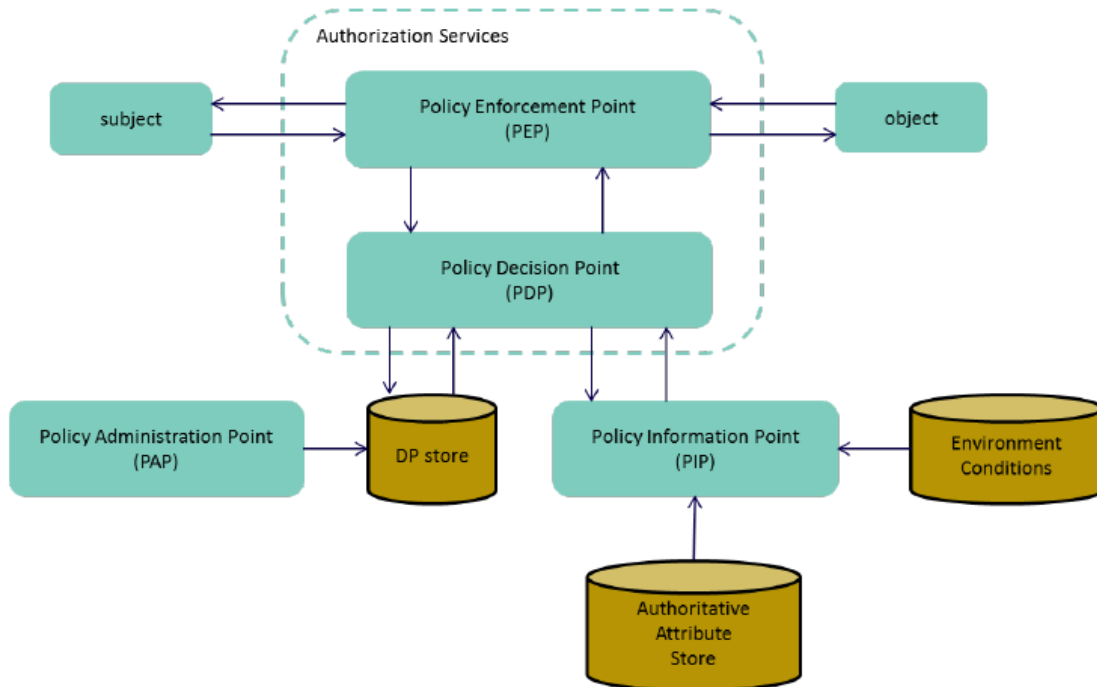 Authorization Services
subject
Policy Enforcement Point
(PEP)
object
Policy Decision Point
(PDP)
Policy Administration Point
(PAP)
DP store
Policy Information Point
(PIP)
Environment
Conditions
Authoritative
Attribute
Store